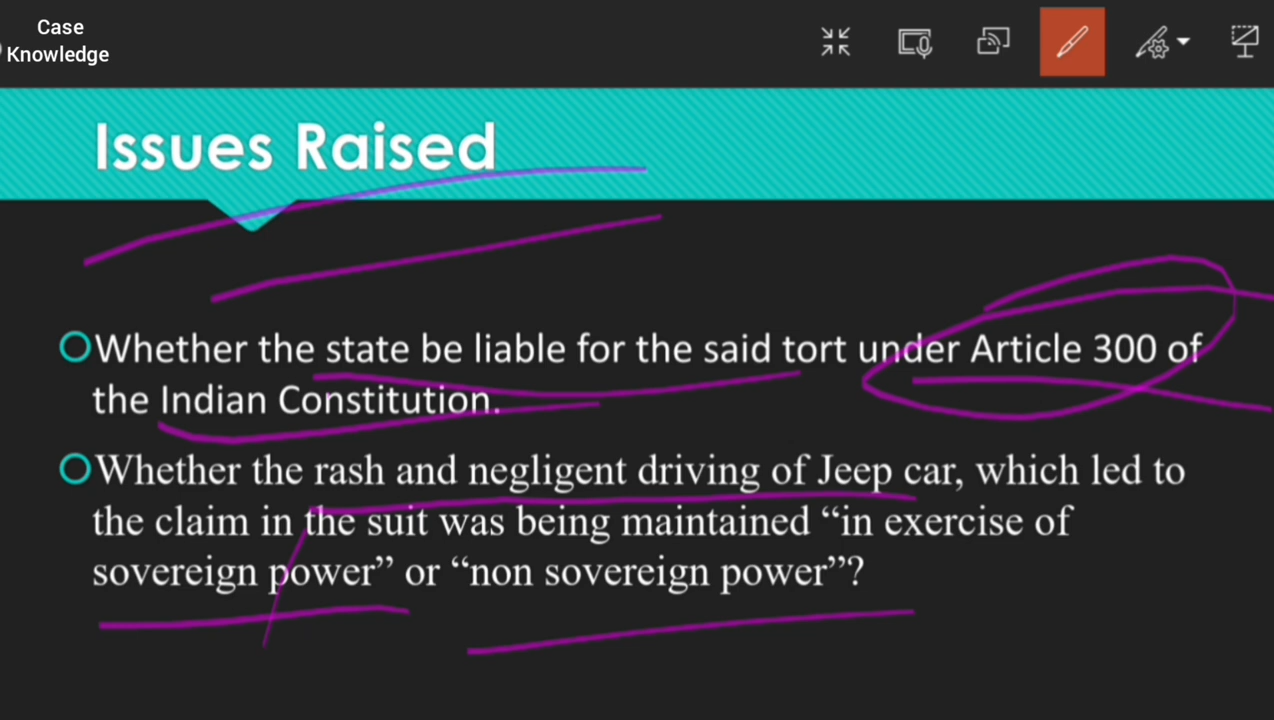 Case
Knowledge
Issues Raised
Whether the state be liable for the said tort under Article 300 of
the Indian Constitution.
Whether the rash and negligent driving of Jeep car, which led to
the claim in the suit was being maintained “in exercise of
sovereign power” or “non sovereign power”?